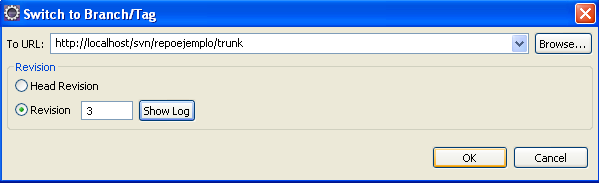 Switch to Branch/Tag
To URL: http://localhost/svn/repoejemplo/trunk Browse...
Revision
Head Revision
Revision 3 Show Log
OK Cancel